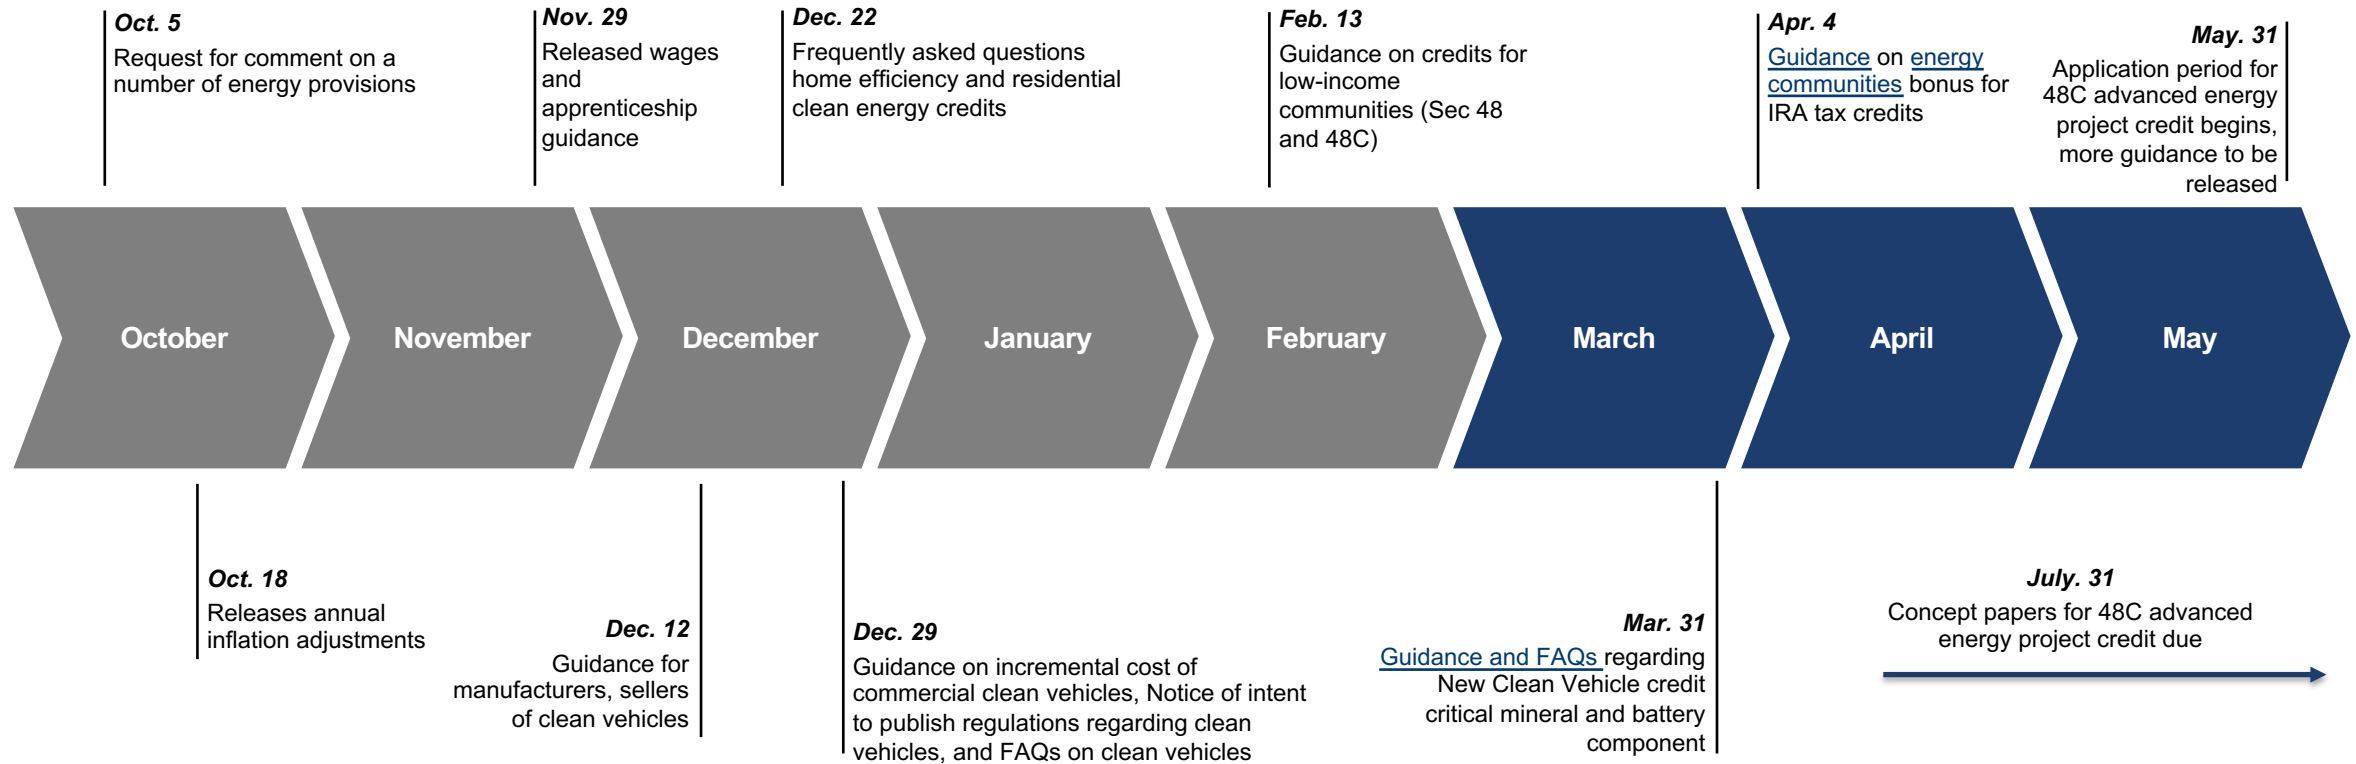 Oct. 5
Request for comment on a
number of energy provisions
Nov. 29
Released wages
and
apprenticeship
guidance
Dec. 22
Frequently asked questions
home efficiency and residential
clean energy credits
Feb. 13
Guidance on credits for
low-income
communities (Sec 48
and 48C)
Apr. 4
Guidance on energy
communities bonus for
IRA tax credits
May. 31
Application period for
48C advanced energy
project credit begins,
more guidance to be
released
October
November
December
January
February
March
April
May
Oct. 18
Releases annual
inflation adjustments
Dec. 12
Guidance for
manufacturers, sellers
of clean vehicles
Dec. 29
Guidance on incremental cost of
commercial clean vehicles, Notice of intent
to publish regulations regarding clean
vehicles, and FAQs on clean vehicles
Mar. 31
Guidance and FAQs regarding
New Clean Vehicle credit
critical mineral and battery
component
July. 31
Concept papers for 48C advanced
energy project credit due